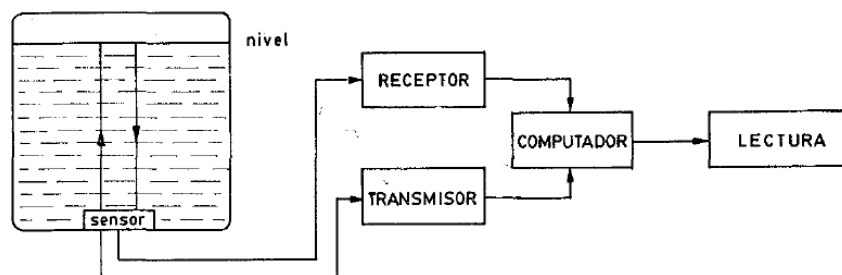 nivel
RECEPTOR
COMPUTADOR
LECTURA
TRANSMISOR
sensor